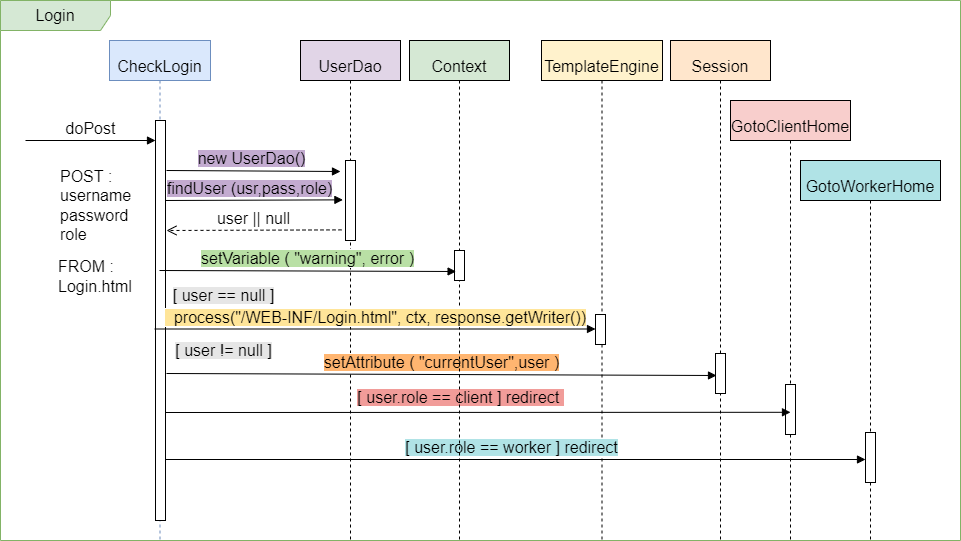 Login
CheckLogin
UserDao
Context
TemplateEngine
Session
GotoClientHome
GotoWorkerHome
doPost
new UserDao()
POST :
username
password
role
findUser (usr,pass,role)
user || null
FROM :
Login.html
setVariable ( "warning", error )
[ user == null ]
process("/WEB-INF/Login.html", ctx, response.getWriter())
[ user != null ]
setAttribute ( "currentUser",user )
[ user.role == client ] redirect
[ user.role == worker ] redirect